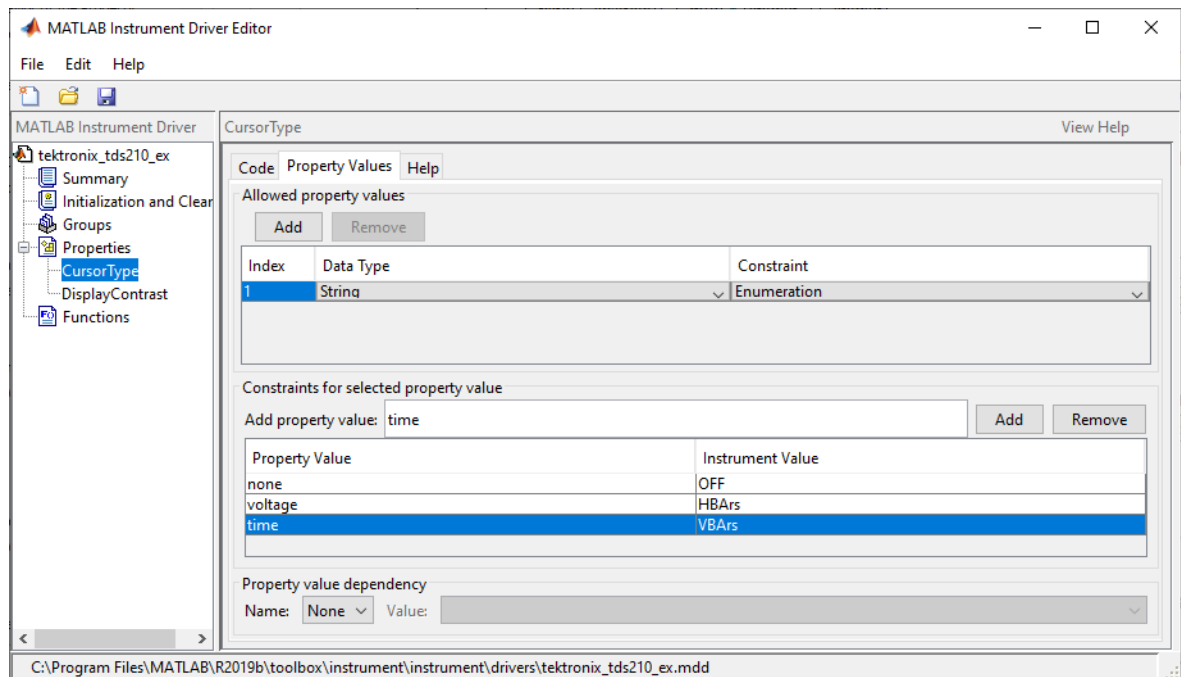 MATLAB Instrument Driver Editor
File Edit Help
MATLAB Instrument Driver
CursorType View Help
tektronix_tds210_ex
Summary
Initialization and Clear
Groups
Properties
CursorType
DisplayContrast
Functions
Code Property Values Help
Allowed property values
Add Remove
Index Data Type Constraint
1 String Enumeration
Constraints for selected property value
Add property value: time Add Remove
Property Value Instrument Value
none OFF
voltage HBArs
time VBArs
Property value dependency
Name: None Value:
C:\Program Files\MATLAB\R2019b\toolbox\instrument\instrument\drivers\tektronix_tds210_ex.mdd